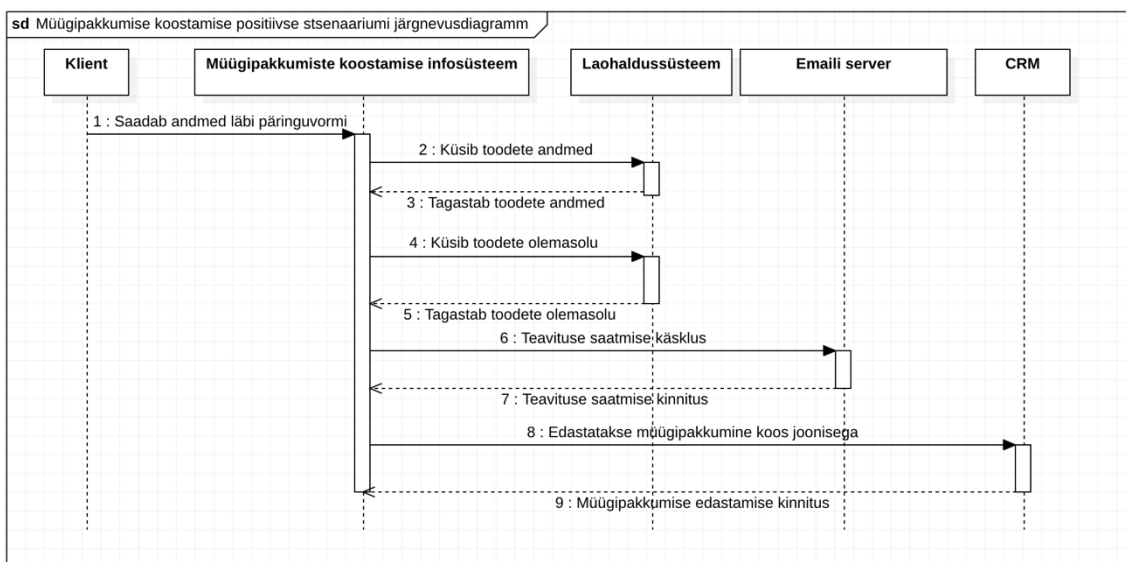 sd Müügipakkumise koostamise positiivse stsenaariumi järgnevusdiagramm
Klient
Müügipakkumiste koostamise infosüsteem
Laohaldussüsteem
Emaili server
CRM
1 : Saadab andmed läbi päringuvormi
2 : Küsib toodete andmed
3 : Tagastab toodete andmed
4 : Küsib toodete olemasolu
5 : Tagastab toodete olemasolu
6 : Teavituse saatmise käsklus
7 : Teavituse saatmise kinnitus
8 : Edastatakse müügipakkumine koos joonisega
9 : Müügipakkumise edastamise kinnitus